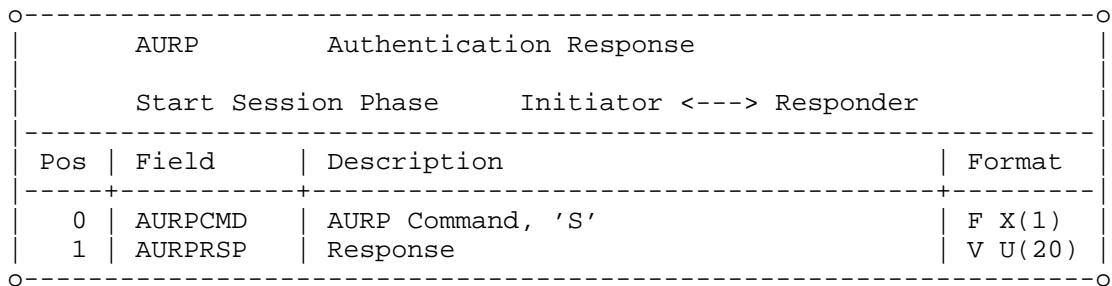 o-------------------------------------------------------------------o
|       AURP        Authentication Response                         |
|                                                                   |
|       Start Session Phase     Initiator <---> Responder           |
|-------------------------------------------------------------------|
| Pos | Field     | Description                           | Format  |
|-----+-----------+---------------------------------------+---------|
|   0 | AURPCMD   | AURP Command, 'S'                     | F X(1)  |
|   1 | AURPRSP   | Response                              | V U(20) |
o-------------------------------------------------------------------o